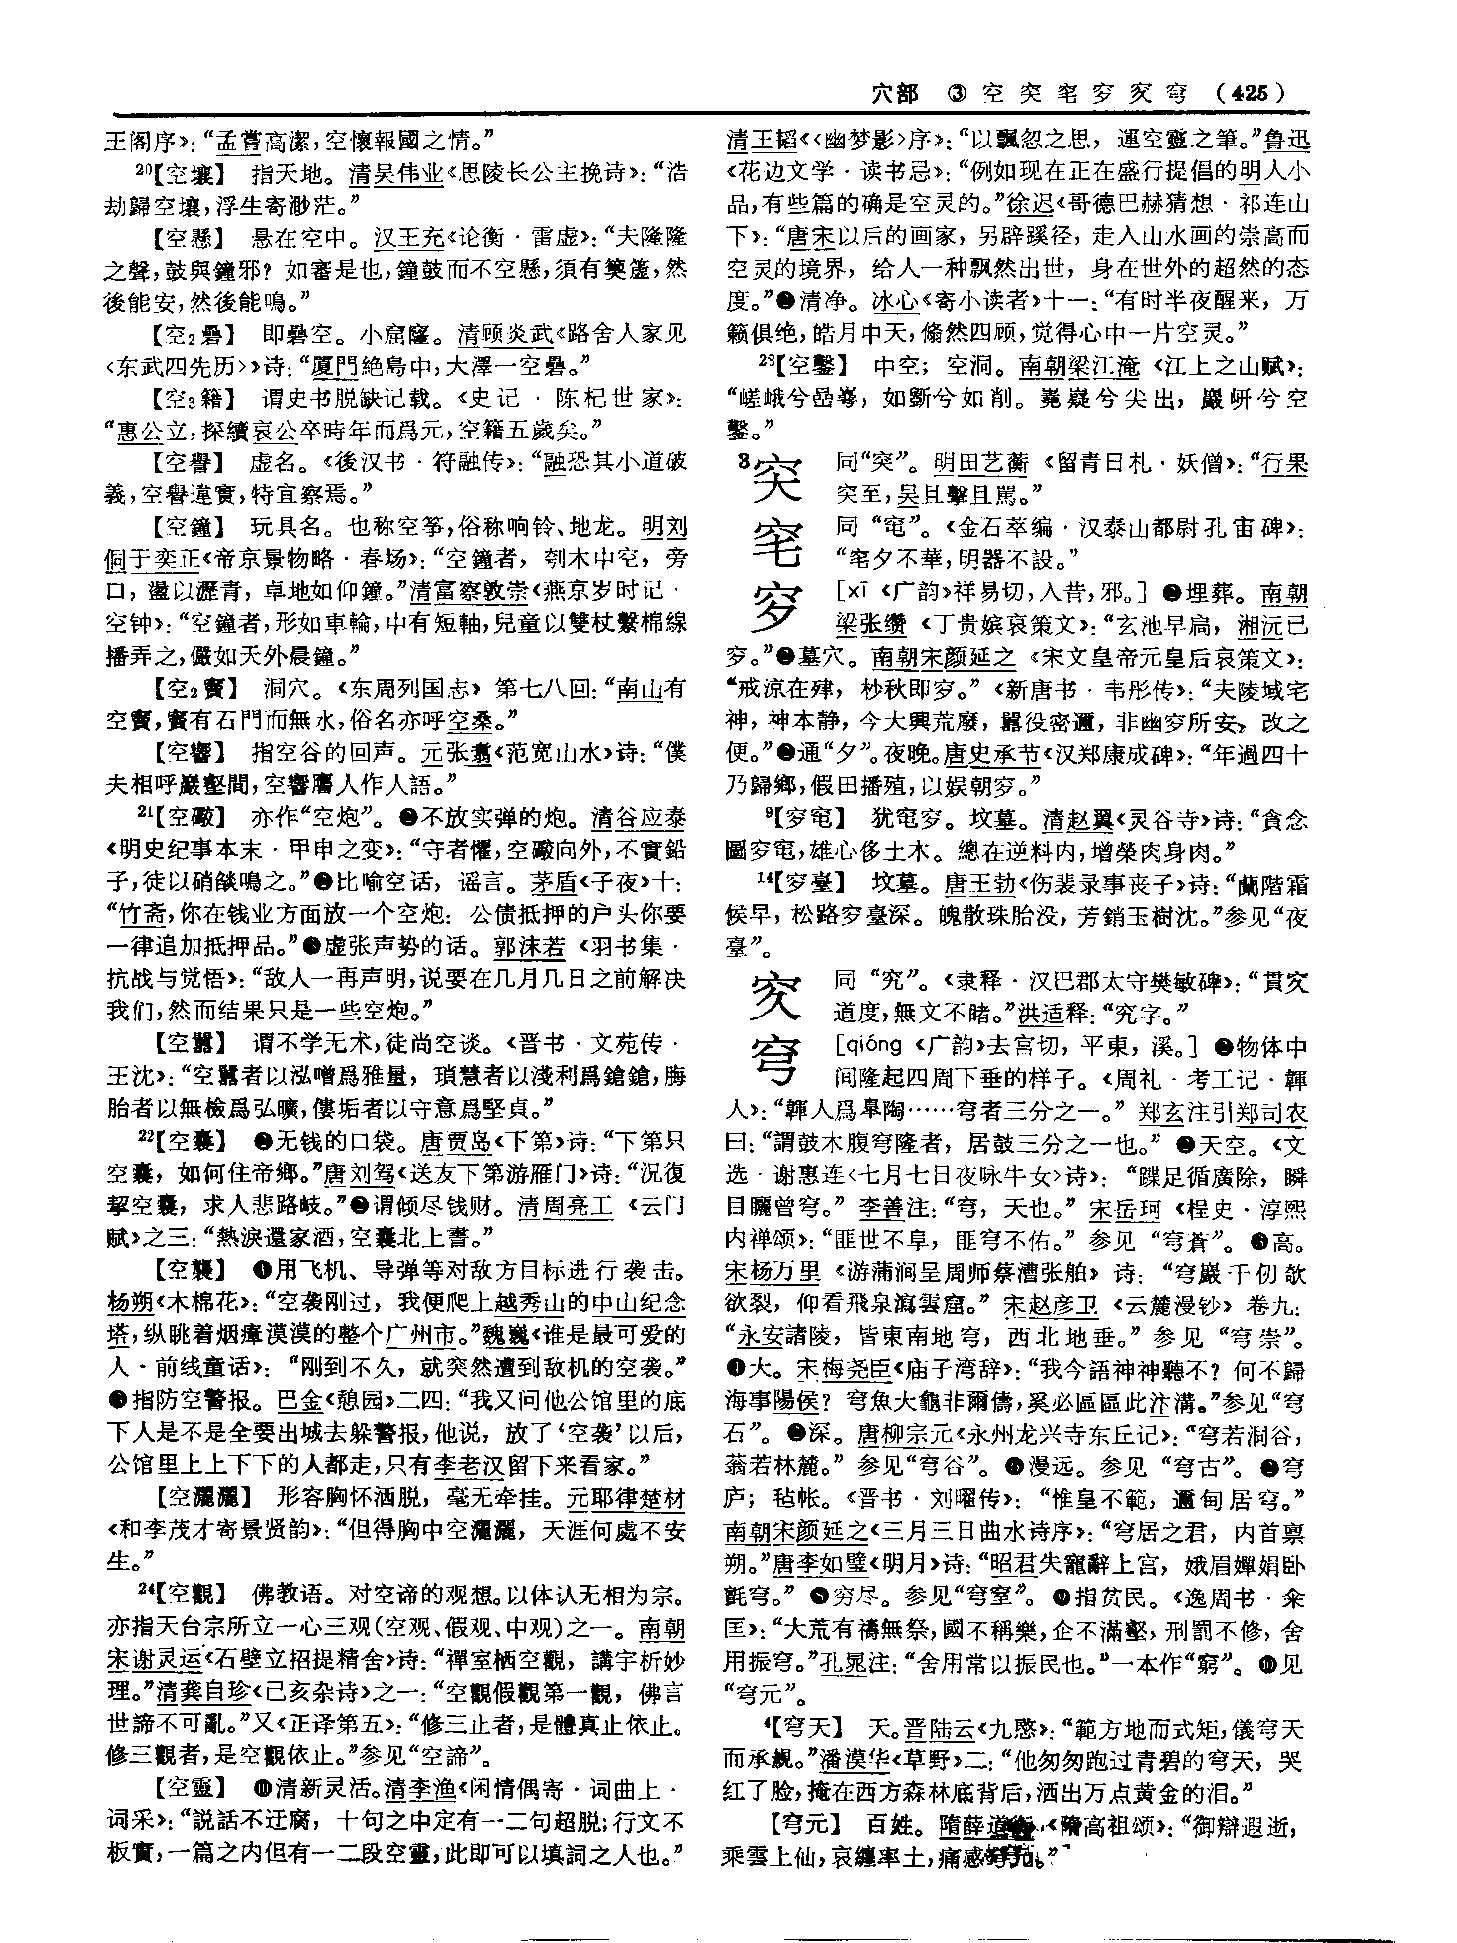 穴部 ③ 空 突 宒 穸 穻 穹 (425)
王阁序》：“孟嘗高潔，空懷報國之情。”
20【空壤】 指天地。清吴伟业《思陵长公主挽诗》：“浩
劫歸空壤，浮生寄渺茫。”
【空懸】 悬在空中。汉王充《论衡·雷虚》：“夫隆隆
之聲，鼓與鐘邪？如審是也，鐘鼓而不空懸，須有簨簴，然
後能安，然後能鳴。”
【空2礨】 即礨空。小窟窿。清顾炎武《路舍人家见
〈东武四先历〉》诗：“厦門絶島中，大澤一空礨。”
【空3籍】 谓史书脱缺记载。《史记·陈杞世家》：
“惠公立，探續哀公卒時年而爲元，空籍五歲矣。”
【空譽】 虚名。《後汉书·符融传》：“融恐其小道破
義，空譽違實，特宜察焉。”
【空鐘】 玩具名。也称空筝，俗称响铃、地龙。明刘
侗于奕正《帝京景物略·春场》：“空鐘者，刳木中空，旁
口，盪以瀝青，卓地如仰鐘。”清富察敦崇《燕京岁时记·
空钟》：“空鐘者，形如車輪，中有短軸，兒童以雙杖繫棉線
播弄之，儼如天外晨鐘。”
【空2竇】 洞穴。《东周列国志》第七八回：“南山有
空竇，竇有石門而無水，俗名亦呼空桑。”
【空響】 指空谷的回声。元张翥《范宽山水》诗：“僕
夫相呼巖壑間，空響譍人作人語。”
21【空礮】 亦作“空炮”。❶不放实弹的炮。清谷应泰
《明史纪事本末·甲申之变》：“守者懼，空礮向外，不實鉛
子，徒以硝燄鳴之。”❷比喻空话，谣言。茅盾《子夜》十：
“竹斋，你在钱业方面放一个空炮：公债抵押的户头你要
一律追加抵押品。”❸虚张声势的话。郭沫若《羽书集·
抗战与觉悟》：“敌人一再声明，说要在几月几日之前解决
我们，然而结果只是一些空炮。”
【空囂】 谓不学无术，徒尚空谈。《晋书·文苑传·
王沈》：“空囂者以泓噌爲雅量，瑣慧者以淺利爲鎗鎗，脢
胎者以無檢爲弘曠，僂垢者以守意爲堅貞。”
22【空囊】 ❶无钱的口袋。唐贾岛《下第》诗：“下第只
空囊，如何住帝鄉。”唐刘驾《送友下第游雁门》诗：“況復
挈空囊，求人悲路岐。”❷谓倾尽钱财。清周亮工《云门
赋》之三：“熱淚還家酒，空囊北上書。”
【空襲】 ❶用飞机、导弹等对敌方目标进行袭击。
杨朔《木棉花》：“空袭刚过，我便爬上越秀山的中山纪念
塔，纵眺着烟瘴漠漠的整个广州市。”魏巍《谁是最可爱的
人·前线童话》：“刚到不久，就突然遭到敌机的空袭。”
❷指防空警报。巴金《憩园》二四：“我又问他公馆里的底
下人是不是全要出城去躲警报，他说，放了‘空袭’以后，
公馆里上上下下的人都走，只有李老汉留下来看家。”
【空灑灑】 形容胸怀洒脱，毫无牵挂。元耶律楚材
《和李茂才寄景贤韵》：“但得胸中空灑灑，天涯何處不安
生。”
24【空觀】 佛教语。对空谛的观想。以体认无相为宗。
亦指天台宗所立一心三观（空观、假观、中观）之一。南朝
宋谢灵运《石壁立招提精舍》诗：“禪室栖空觀，講宇析妙
理。”清龚自珍《己亥杂诗》之一：“空觀假觀第一觀，佛言
世諦不可亂。”又《正译第五》：“修三止者，是體真止依止。
修三觀者，是空觀依止。”参见“空諦”。
【空靈】 ❶清新灵活。清李渔《闲情偶寄·词曲上·
词采》：“説話不迂腐，十句之中定有一二句超脱；行文不
板實，一篇之内但有一二段空靈，此即可以填詞之人也。”
清王韬《〈幽梦影〉序》：“以飄忽之思，運空靈之筆。”鲁迅
《花边文学·读书忌》：“例如现在正在盛行提倡的明人小
品，有些篇的确是空灵的。”徐迟《哥德巴赫猜想·祁连山
下》：“唐宋以后的画家，另辟蹊径，走入山水画的崇高而
空灵的境界，给人一种飘然出世，身在世外的超然的态
度。”❷清净。冰心《寄小读者》十一：“有时半夜醒来，万
籁俱绝，皓月中天，翛然四顾，觉得心中一片空灵。”
28【空鑿】 中空；空洞。南朝梁江淹《江上之山赋》：
“嵯峨兮嵒崿，如斲兮如削。嶤嶷兮尖出，巖岍兮空
鑿。”
3 突 同“突”。明田艺蘅《留青日札·妖僧》：“行果
突至，吴且擊且駡。”
宒 同“窀”。《金石萃编·汉泰山都尉孔宙碑》：
“宒夕不華，明器不設。”
穸 [xī《广韵》祥易切，入昔，邪。] ❶埋葬。南朝
梁张缵《丁贵嫔哀策文》：“玄池早扃，湘沅已
穸。”❷墓穴。南朝宋颜延之《宋文皇帝元皇后哀策文》：
“戒涼在肂，杪秋即穸。”《新唐书·韦彤传》：“夫陵域宅
神，神本静，今大興荒廢，囂役密邇，非幽穸所安，改之
便。”❸通“夕”。夜晚。唐史承节《汉郑康成碑》：“年過四十
乃歸鄉，假田播殖，以娱朝穸。”
9【穸窀】 犹窀穸。坟墓。清赵翼《灵谷寺》诗：“貪念
圖穸窀，雄心侈土木。總在逆料内，增榮肉身肉。”
14【穸臺】 坟墓。唐王勃《伤裴录事丧子》诗：“蘭階霜
候早，松路穸臺深。魄散珠胎没，芳銷玉樹沈。”参见“夜
臺”。
穻 同“究”。《隶释·汉巴郡太守樊敏碑》：“貫穻
道度，無文不睹。”洪适释：“究字。”
穹 [qióng《广韵》去宫切，平東，溪。] ❶物体中
间隆起四周下垂的样子。《周礼·考工记·韗
人》：“韗人爲臯陶……穹者三分之一。”郑玄注引郑司农
曰：“謂鼓木腹穹隆者，居鼓三分之一也。”❷天空。《文
选·谢惠连〈七月七日夜咏牛女〉诗》：“蹀足循廣除，瞬
目矖曾穹。”李善注：“穹，天也。”宋岳珂《桯史·淳熙
内禅颂》：“匪世不阜，匪穹不佑。”参见“穹蒼”。❸高。
宋杨万里《游蒲涧呈周帅蔡漕张舶》诗：“穹巖千仞欹
欲裂，仰看飛泉瀉雲窟。”宋赵彦卫《云麓漫钞》卷九：
“永安諸陵，皆東南地穹，西北地垂。”参见“穹崇”。
❹大。宋梅尧臣《庙子湾辞》：“我今語神神聽不？何不歸
海事陽侯？穹魚大龜非爾儔，奚必區區此汴溝。”参见“穹
石”。❺深。唐柳宗元《永州龙兴寺东丘记》：“穹若洞谷，
蓊若林麓。”参见“穹谷”。❻漫远。参见“穹古”。❼穹
庐；毡帐。《晋书·刘曜传》：“惟皇不範，邇甸居穹。”
南朝宋颜延之《三月三日曲水诗序》：“穹居之君，内首禀
朔。”唐李如璧《明月》诗：“昭君失寵辭上宫，娥眉嬋娟卧
氈穹。”❽穷尽。参见“穹窒”。❾指贫民。《逸周书·籴
匡》：“大荒有禱無祭，國不稱樂，企不滿壑，刑罰不修，舍
用振穹。”孔晁注：“舍用常以振民也。”一本作“窮”。❿见
“穹元”。
4【穹天】 天。晋陆云《九愍》：“範方地而式矩，儀穹天
而承規。”潘漠华《草野》二：“他匆匆跑过青碧的穹天，哭
红了脸，掩在西方森林底背后，洒出万点黄金的泪。”
【穹元】 百姓。隋薛道衡《隋高祖颂》：“御辯遐逝，
乘雲上仙，哀纏率土，痛感穹元。”